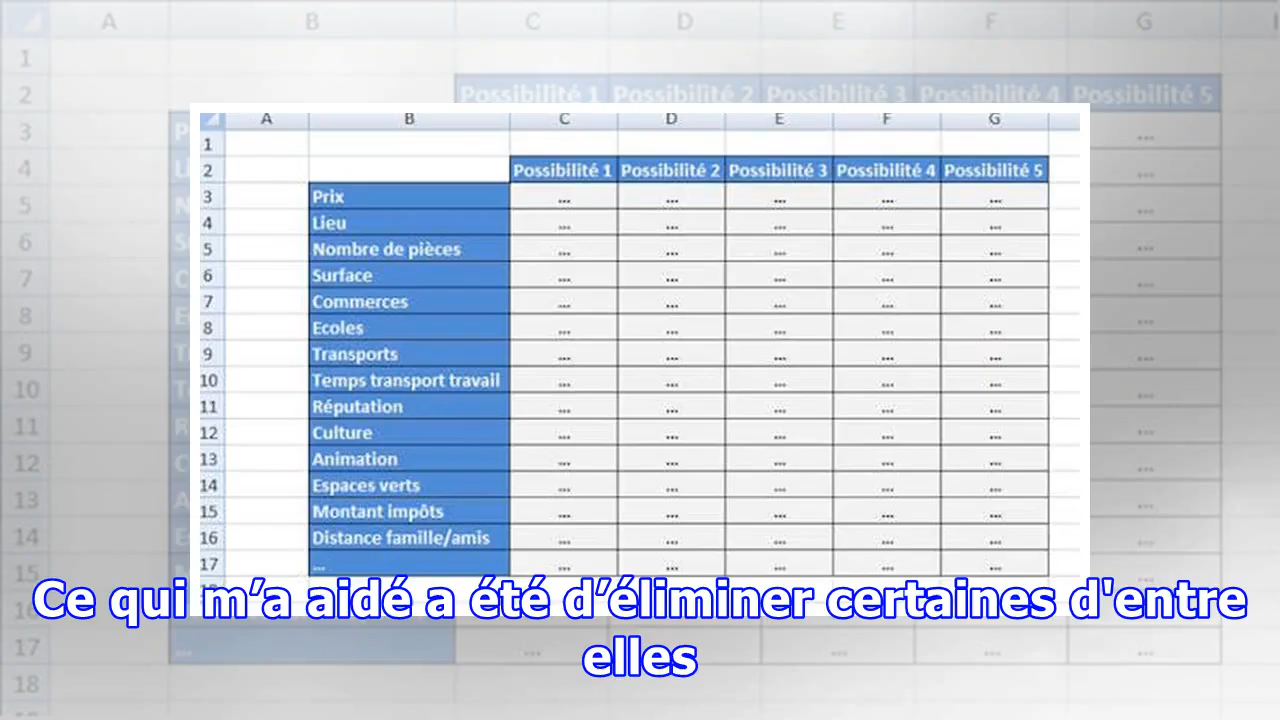 A B C D E F G
1
2 Possibilité 1 Possibilité 2 Possibilité 3 Possibilité 4 Possibilité 5
3 Prix ... ... ... ... ...
4 Lieu ... ... ... ... ...
5 Nombre de pièces ... ... ... ... ...
6 Surface ... ... ... ... ...
7 Commerces ... ... ... ... ...
8 Ecoles ... ... ... ... ...
9 Transports ... ... ... ... ...
10 Temps transport travail ... ... ... ... ...
11 Réputation ... ... ... ... ...
12 Culture ... ... ... ... ...
13 Animation ... ... ... ... ...
14 Espaces verts ... ... ... ... ...
15 Montant impôts ... ... ... ... ...
16 Distance famille/amis ... ... ... ... ...
17 ... ... ... ... ... ...
Ce qui m’a aidé a été d’éliminer certaines d'entre
elles